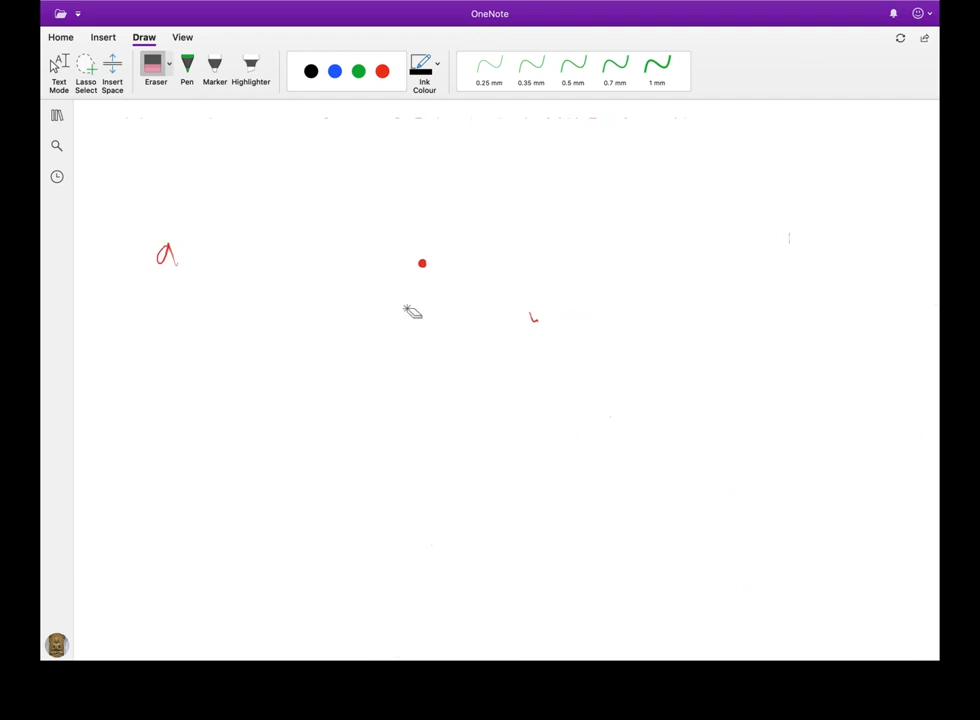 OneNote
Home Insert Draw View
Text Mode
Lasso Select
Insert Space
Eraser
Pen
Marker
Highlighter
Ink Colour
0.25 mm
0.35 mm
0.5 mm
0.7 mm
1 mm
a